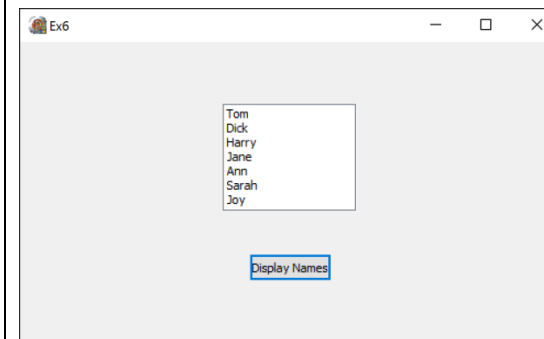 Ex6
Tom
Dick
Harry
Jane
Ann
Sarah
Joy
Display Names